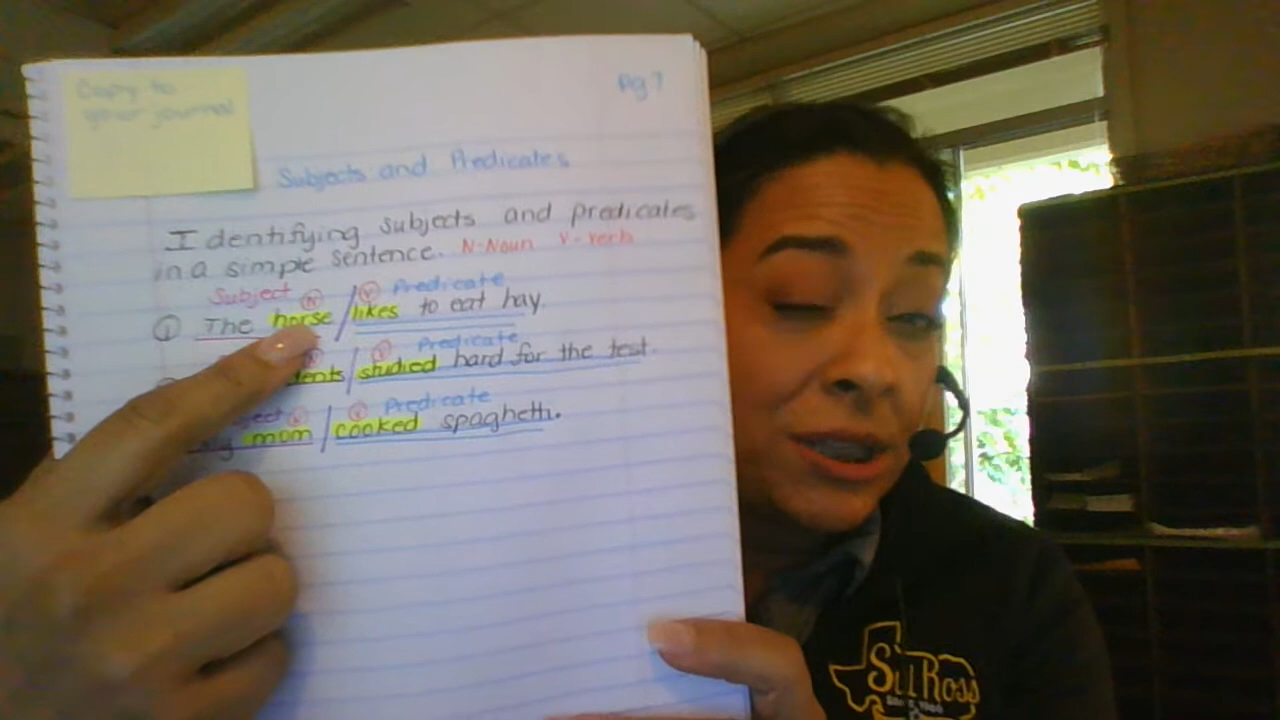 Copy to
your journal
Pg 7
Subjects and Predicates
Identifying subjects and predicates
in a simple sentence. N-Noun V-Verb
Subject N V Predicate
1 The horse / likes to eat hay.
N V Predicate
dents / studied hard for the test.
ject N V Predicate
my mom / cooked spaghetti.
Sul Ross